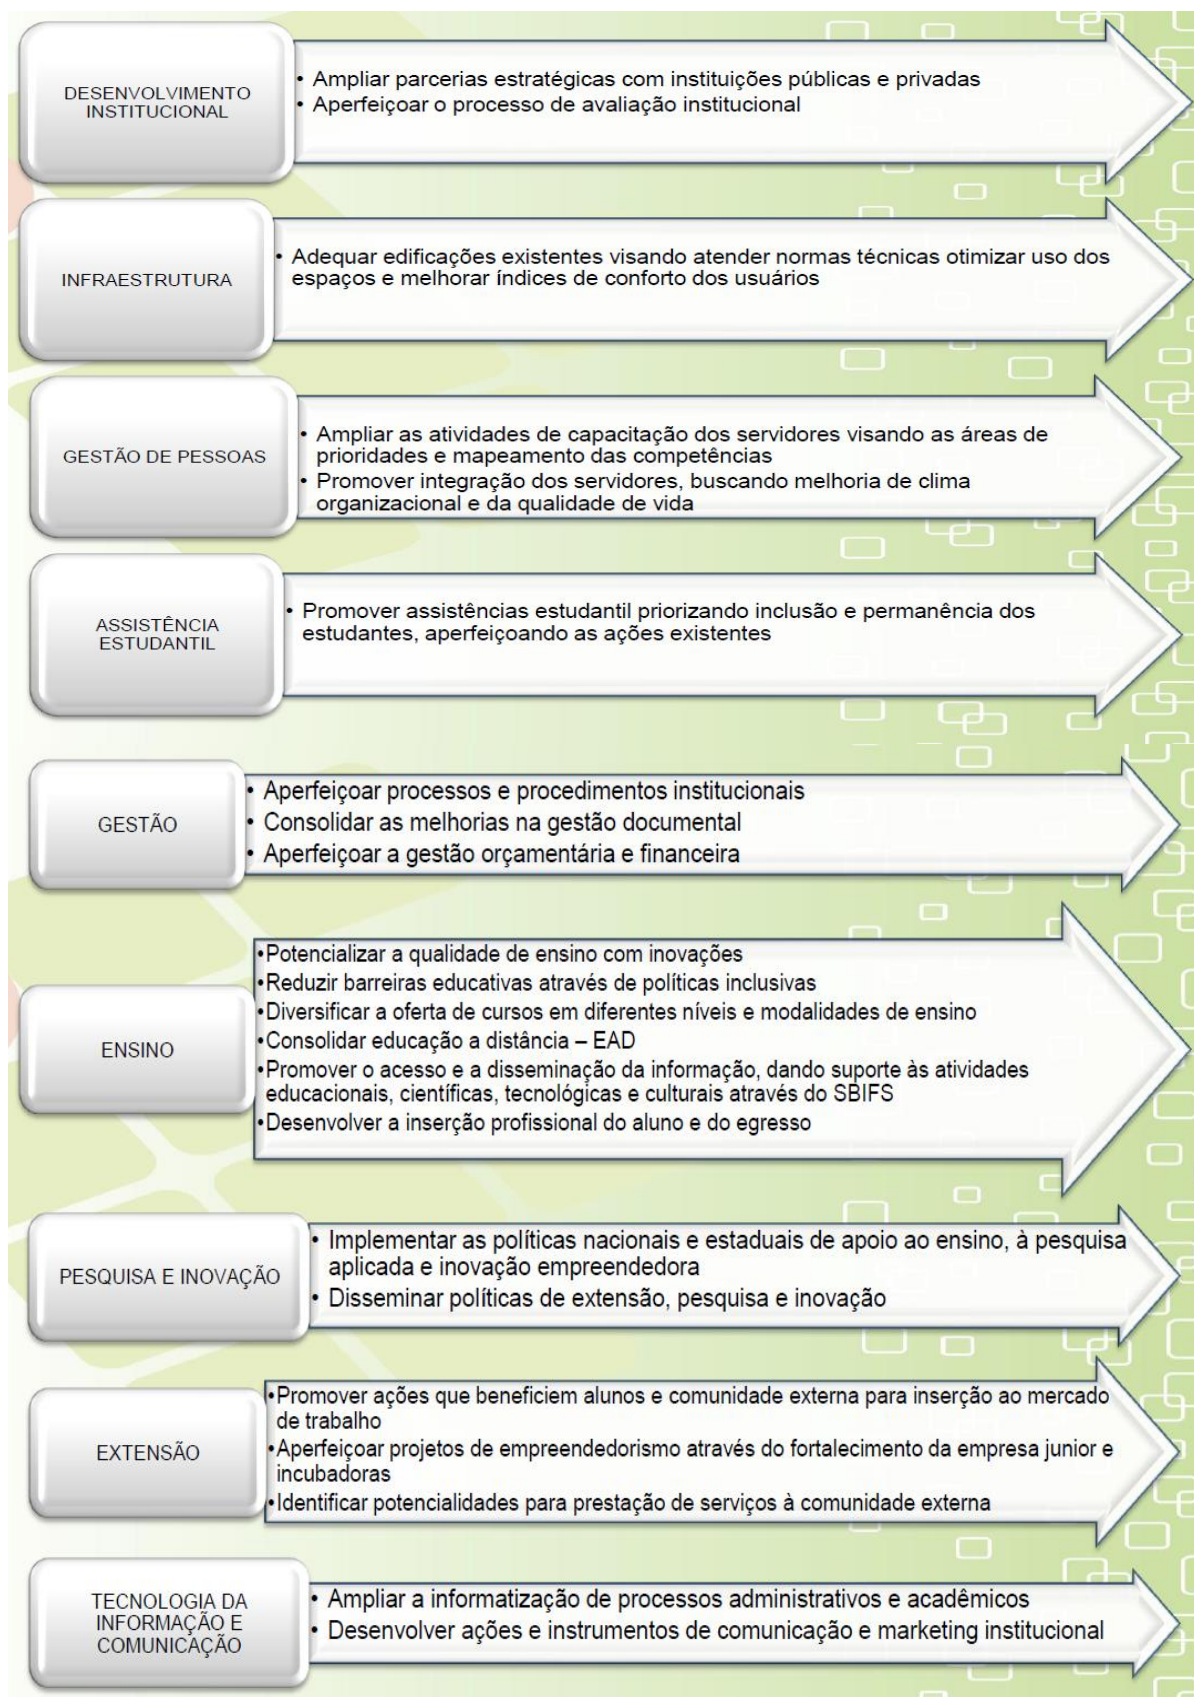 DESENVOLVIMENTO
INSTITUCIONAL
• Ampliar parcerias estratégicas com instituições públicas e privadas
• Aperfeiçoar o processo de avaliação institucional
INFRAESTRUTURA
• Adequar edificações existentes visando atender normas técnicas otimizar uso dos
espaços e melhorar índices de conforto dos usuários
GESTÃO DE PESSOAS
• Ampliar as atividades de capacitação dos servidores visando as áreas de
prioridades e mapeamento das competências
• Promover integração dos servidores, buscando melhoria de clima
organizacional e da qualidade de vida
ASSISTÊNCIA
ESTUDANTIL
• Promover assistências estudantil priorizando inclusão e permanência dos
estudantes, aperfeiçoando as ações existentes
GESTÃO
• Aperfeiçoar processos e procedimentos institucionais
• Consolidar as melhorias na gestão documental
• Aperfeiçoar a gestão orçamentária e financeira
ENSINO
•Potencializar a qualidade de ensino com inovações
•Reduzir barreiras educativas através de políticas inclusivas
•Diversificar a oferta de cursos em diferentes níveis e modalidades de ensino
•Consolidar educação a distância – EAD
•Promover o acesso e a disseminação da informação, dando suporte às atividades
educacionais, científicas, tecnológicas e culturais através do SBIFS
•Desenvolver a inserção profissional do aluno e do egresso
PESQUISA E INOVAÇÃO
• Implementar as políticas nacionais e estaduais de apoio ao ensino, à pesquisa
aplicada e inovação empreendedora
• Disseminar políticas de extensão, pesquisa e inovação
EXTENSÃO
•Promover ações que beneficiem alunos e comunidade externa para inserção ao mercado
de trabalho
•Aperfeiçoar projetos de empreendedorismo através do fortalecimento da empresa junior e
incubadoras
•Identificar potencialidades para prestação de serviços à comunidade externa
TECNOLOGIA DA
INFORMAÇÃO E
COMUNICAÇÃO
• Ampliar a informatização de processos administrativos e acadêmicos
• Desenvolver ações e instrumentos de comunicação e marketing institucional